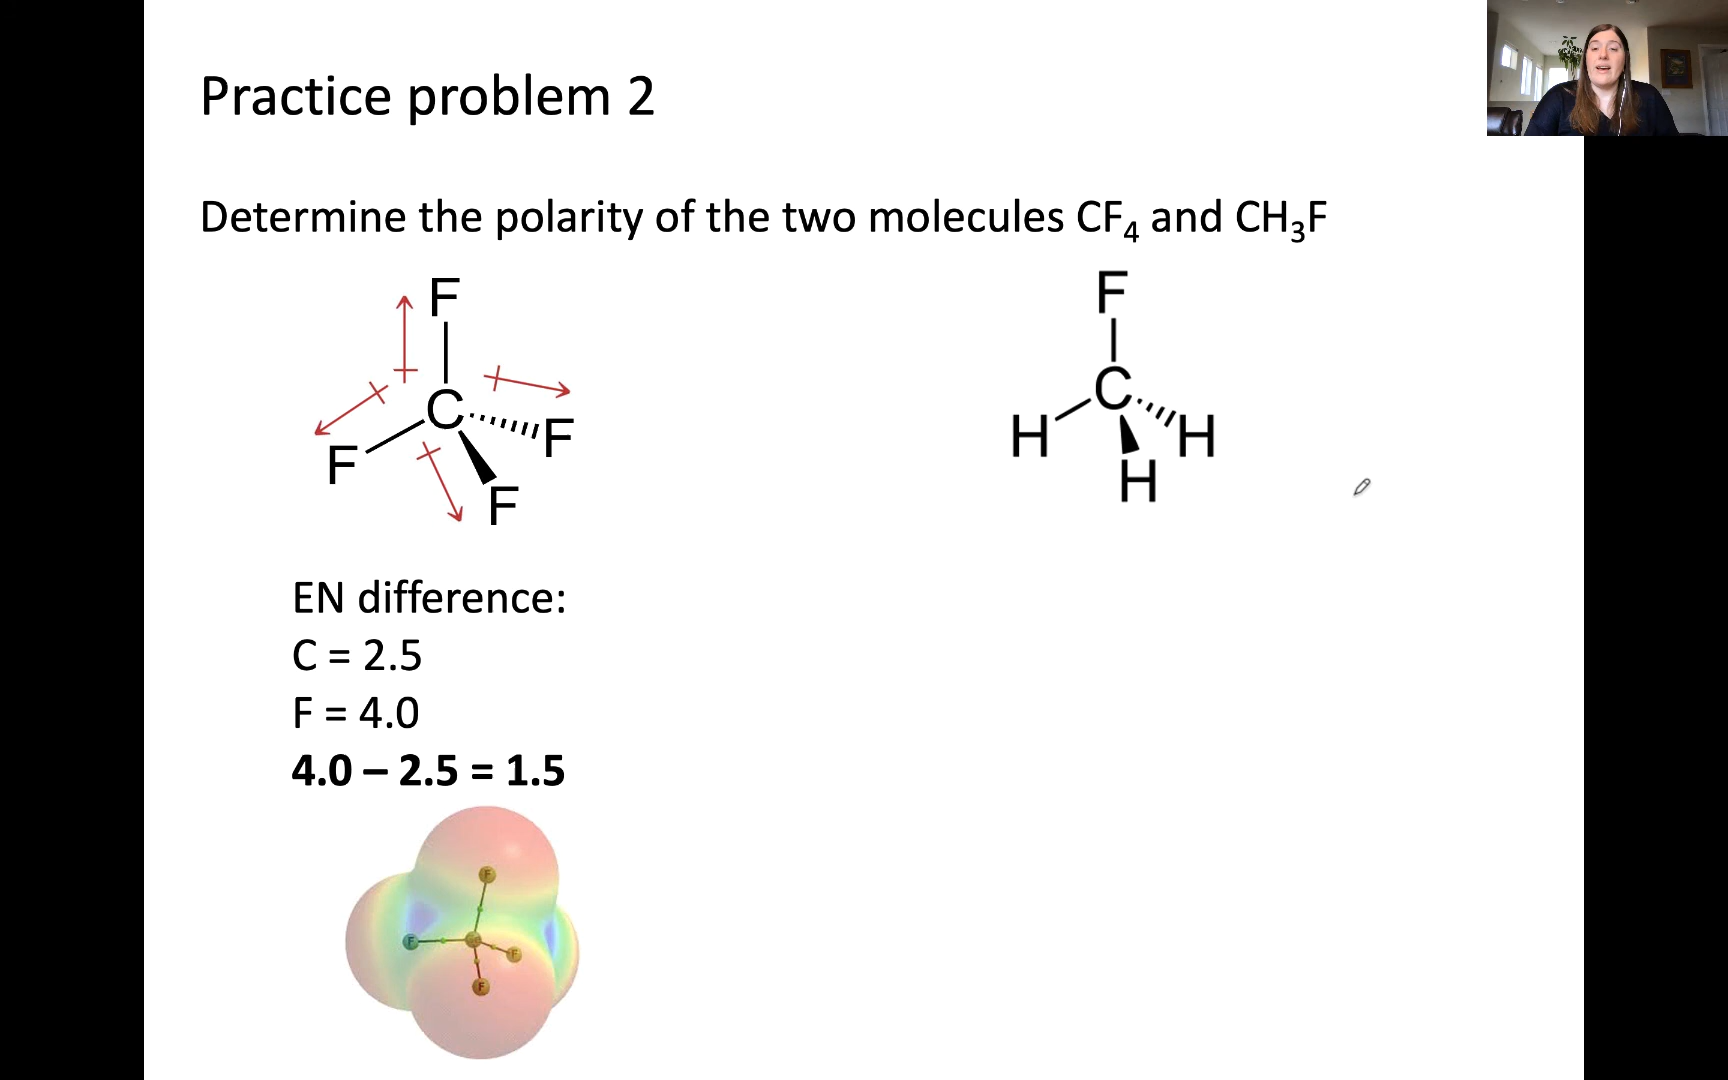 Practice problem 2
Determine the polarity of the two molecules CF₄ and CH₃F
F
C
F
F
F
F
C
H
H
H
EN difference:
C = 2.5
F = 4.0
4.0 – 2.5 = 1.5
F
F
F
F